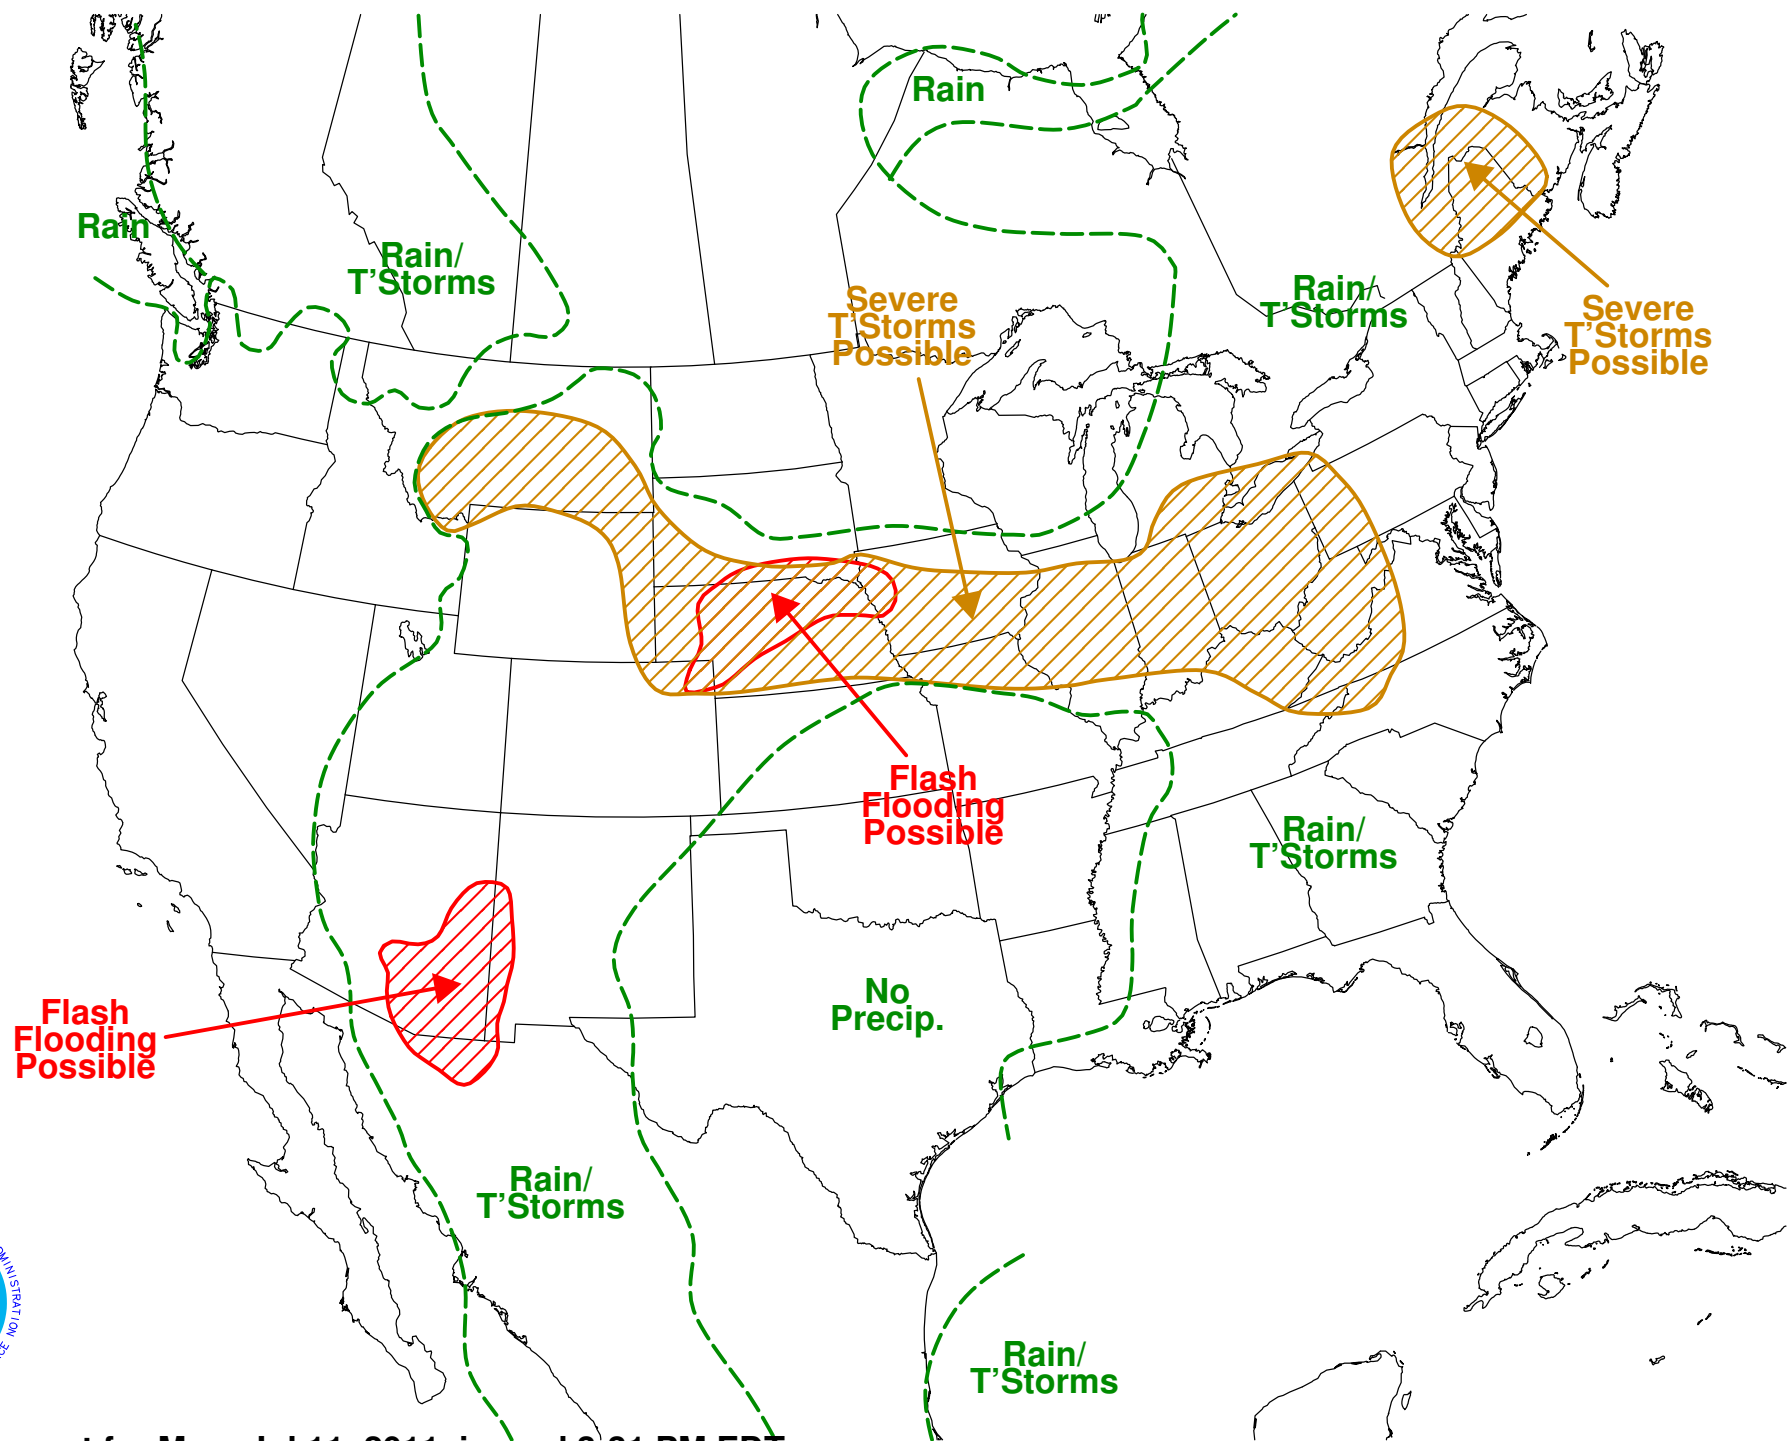 Rain
Rain
Rain/
T'Storms
Severe
T'Storms
Possible
Rain/
T'Storms
Severe
T'Storms
Possible
Flash
Flooding
Possible
Rain/
T'Storms
No
Precip.
Flash
Flooding
Possible
Rain/
T'Storms
Rain/
T'Storms